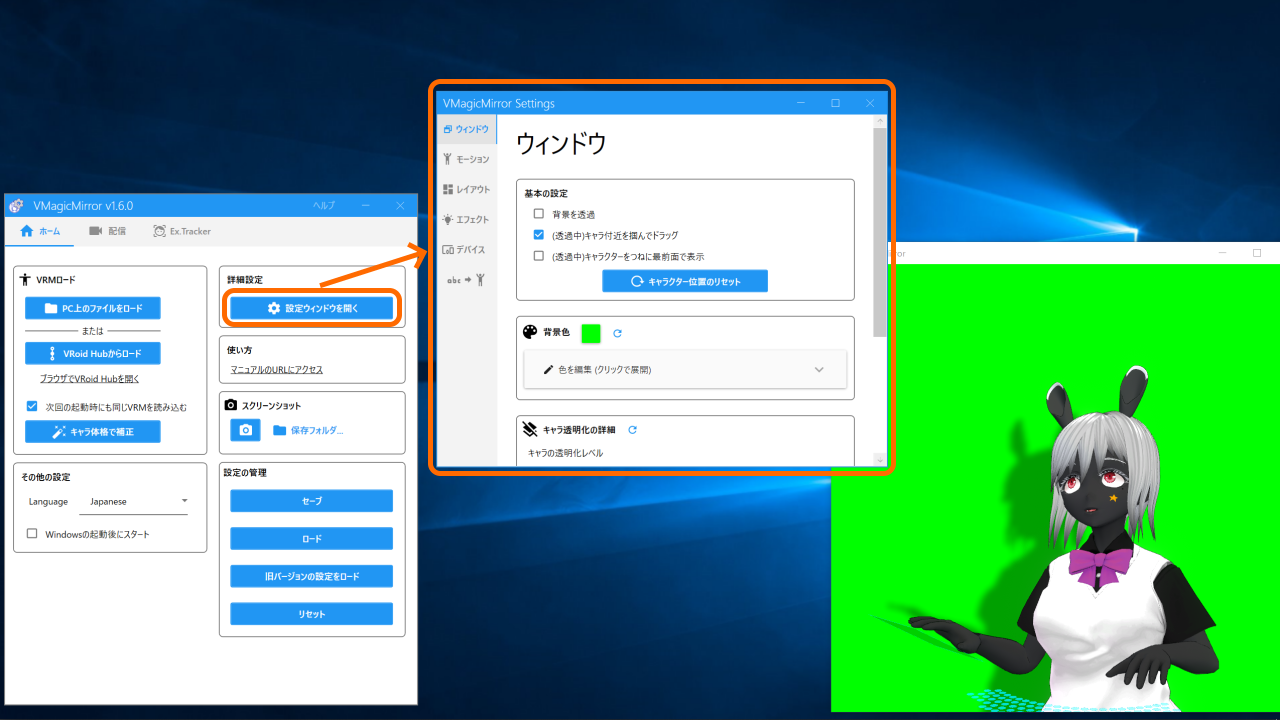 VMagicMirror v1.6.0
ヘルプ
ホーム
配信
Ex.Tracker
VRMロード
PC上のファイルをロード
または
VRoid Hubからロード
ブラウザでVRoid Hubを開く
次回の起動時にも同じVRMを読み込む
キャラ体格で補正
その他の設定
Language
Japanese
Windowsの起動後にスタート
詳細設定
設定ウィンドウを開く
使い方
マニュアルのURLにアクセス
スクリーンショット
保存フォルダ...
設定の管理
セーブ
ロード
旧バージョンの設定をロード
リセット
VMagicMirror Settings
ウィンドウ
モーション
レイアウト
エフェクト
デバイス
abc
ウィンドウ
基本の設定
背景を透過
(透過中)キャラ付近を掴んでドラッグ
(透過中)キャラクターをつねに最前面で表示
キャラクター位置のリセット
背景色
色を編集 (クリックで展開)
キャラ透明化の詳細
キャラの透明化レベル
ror